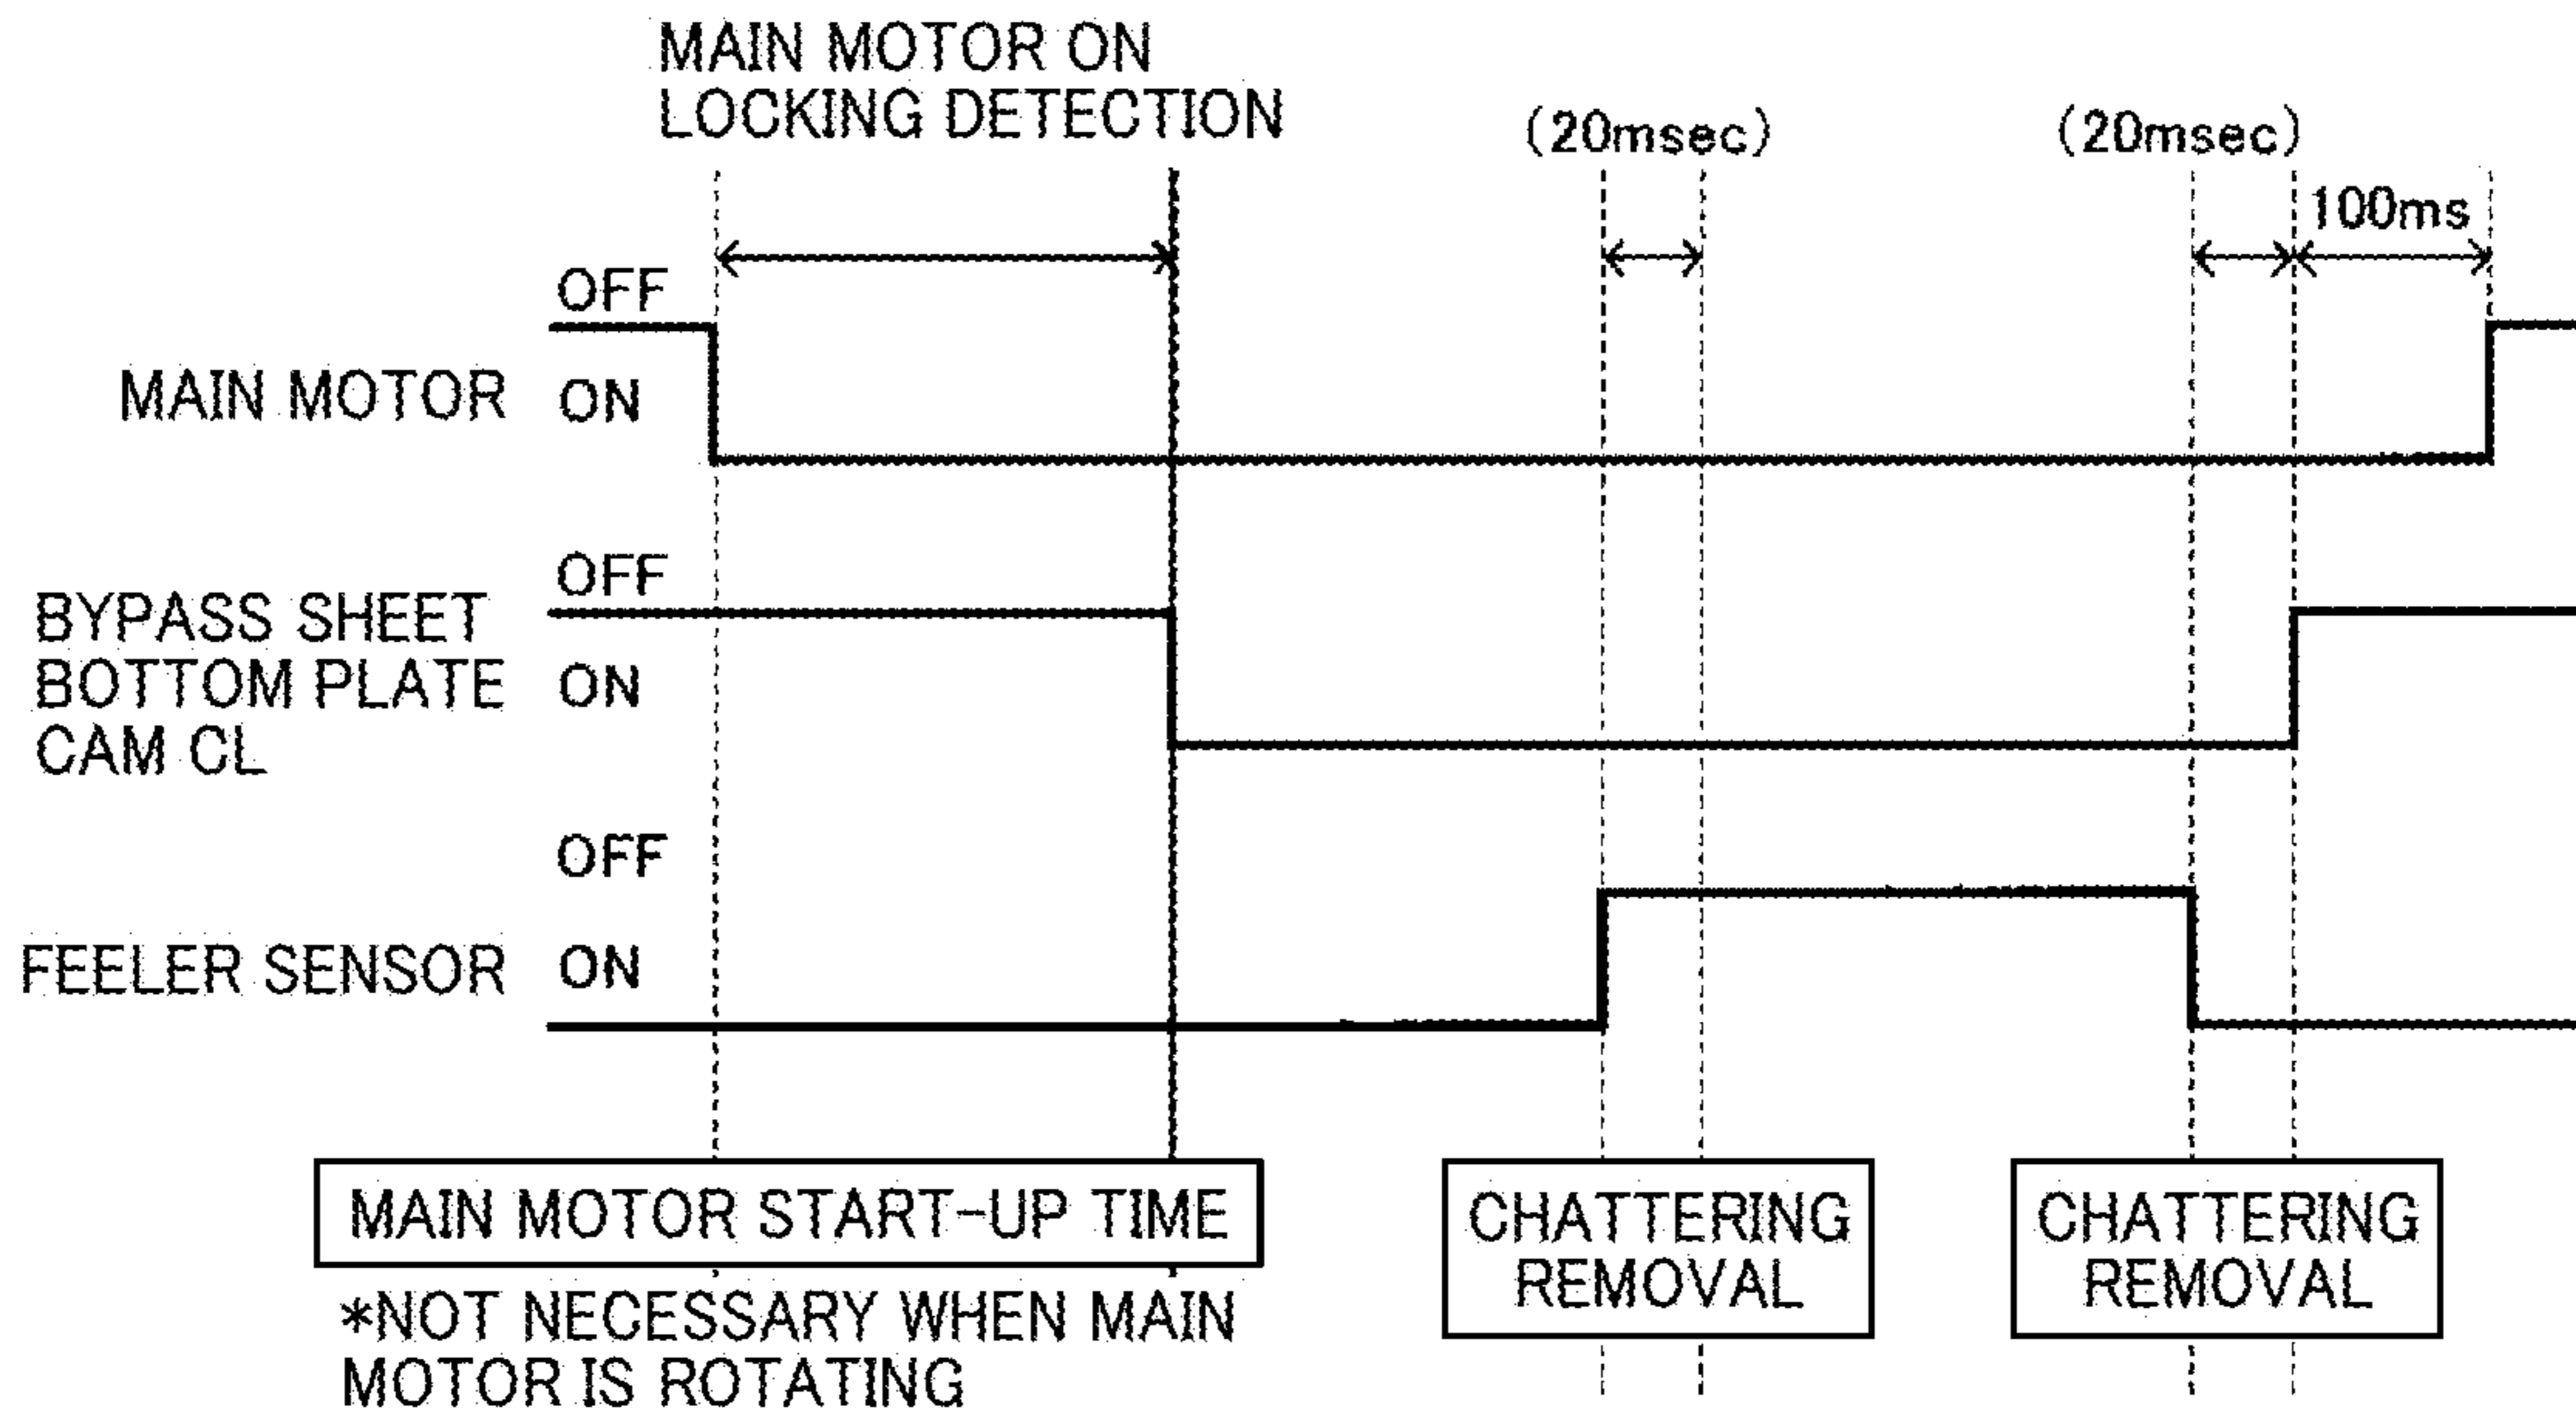 MAIN MOTOR ON
LOCKING DETECTION
(20msec)
(20msec)
100ms
OFF
MAIN MOTOR
ON
OFF
BYPASS SHEET
BOTTOM PLATE
CAM CL
ON
OFF
FEELER SENSOR
ON
MAIN MOTOR START-UP TIME
*NOT NECESSARY WHEN MAIN
MOTOR IS ROTATING
CHATTERING
REMOVAL
CHATTERING
REMOVAL